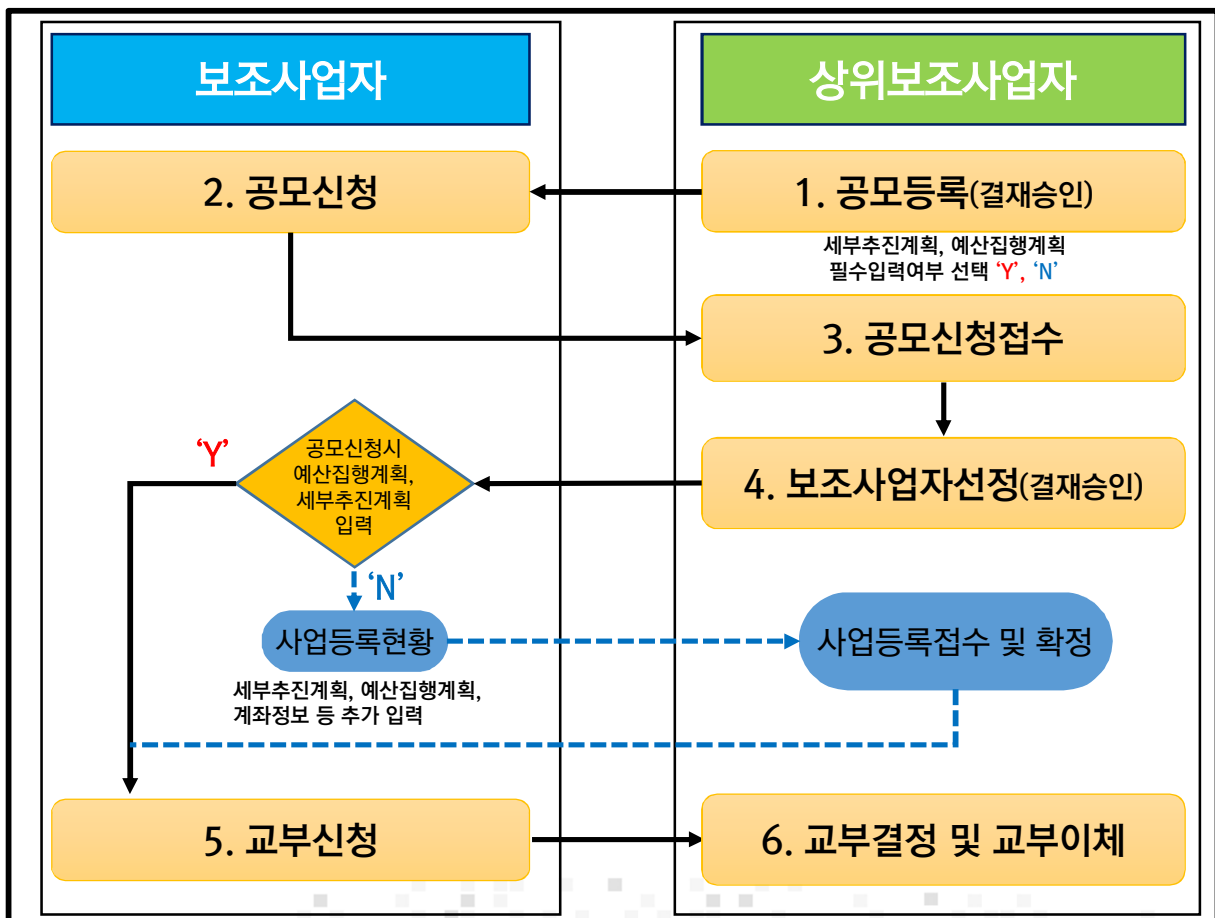 보조사업자
상위보조사업자
2. 공모신청
1. 공모등록(결재승인)
세부추진계획, 예산집행계획
필수입력여부 선택 ‘Y’, ‘N’
3. 공모신청접수
‘Y’
공모신청시
예산집행계획,
세부추진계획
입력
4. 보조사업자선정(결재승인)
‘N’
사업등록현황
사업등록접수 및 확정
세부추진계획, 예산집행계획,
계좌정보 등 추가 입력
5. 교부신청
6. 교부결정 및 교부이체